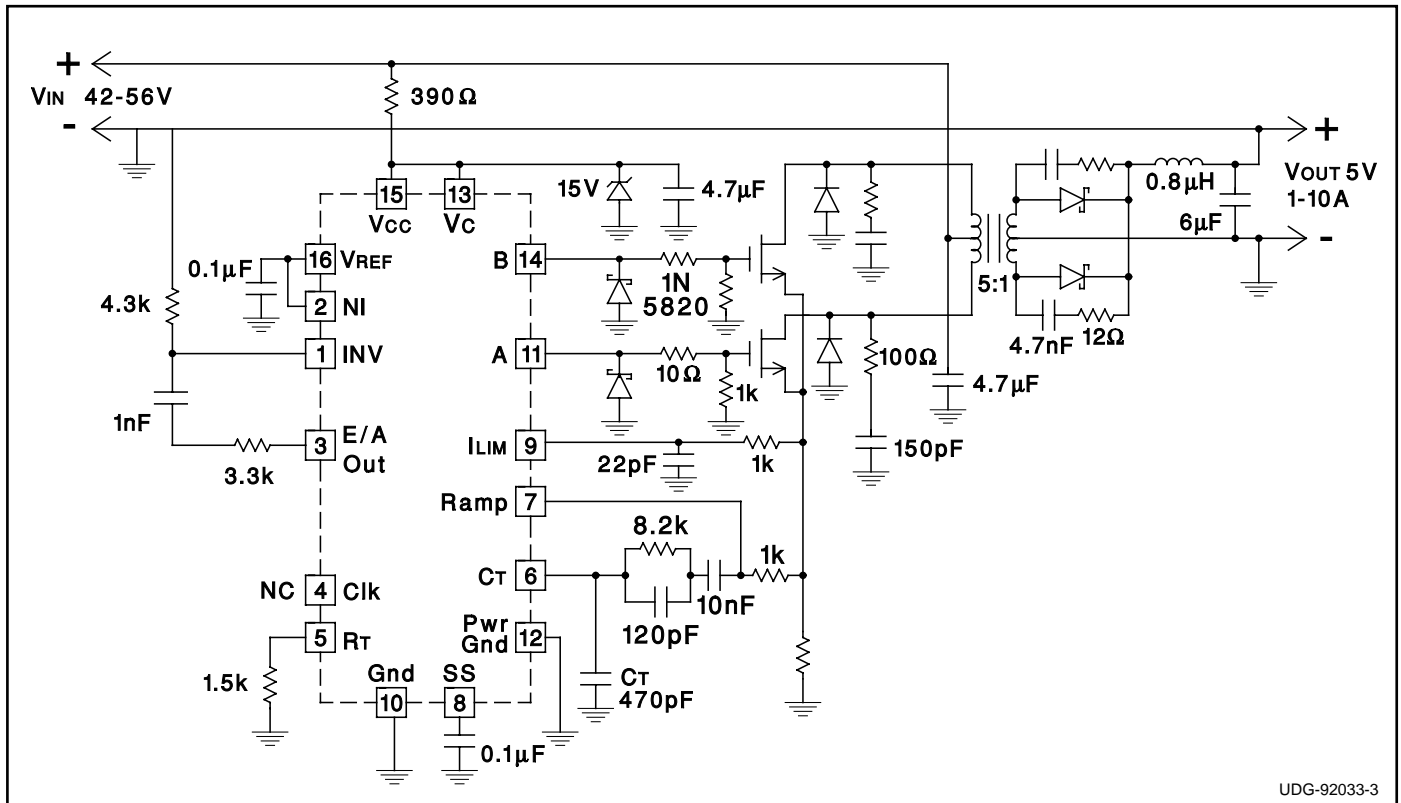 +
390Ω
VIN 42-56V
-
+
VOUT 5V
1-10A
-
15V
4.7µF
0.8µH
6µF
15
VCC
13
VC
0.1µF
16 VREF
B 14
1N
5820
5:1
4.3k
2 NI
1 INV
A 11
10Ω
1k
100Ω
4.7µF
4.7nF
12Ω
1nF
3 E/A
Out
3.3k
ILIM 9
22pF
1k
150pF
Ramp 7
8.2k
1k
CT 6
10nF
120pF
NC 4 Clk
5 RT
Pwr
Gnd 12
1.5k
Gnd
10
SS
8
CT
470pF
0.1µF
UDG-92033-3